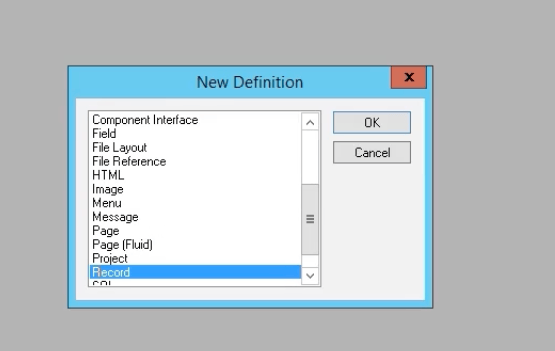 New Definition
x
Component Interface
Field
File Layout
File Reference
HTML
Image
Menu
Message
Page
Page (Fluid)
Project
Record
OK
Cancel